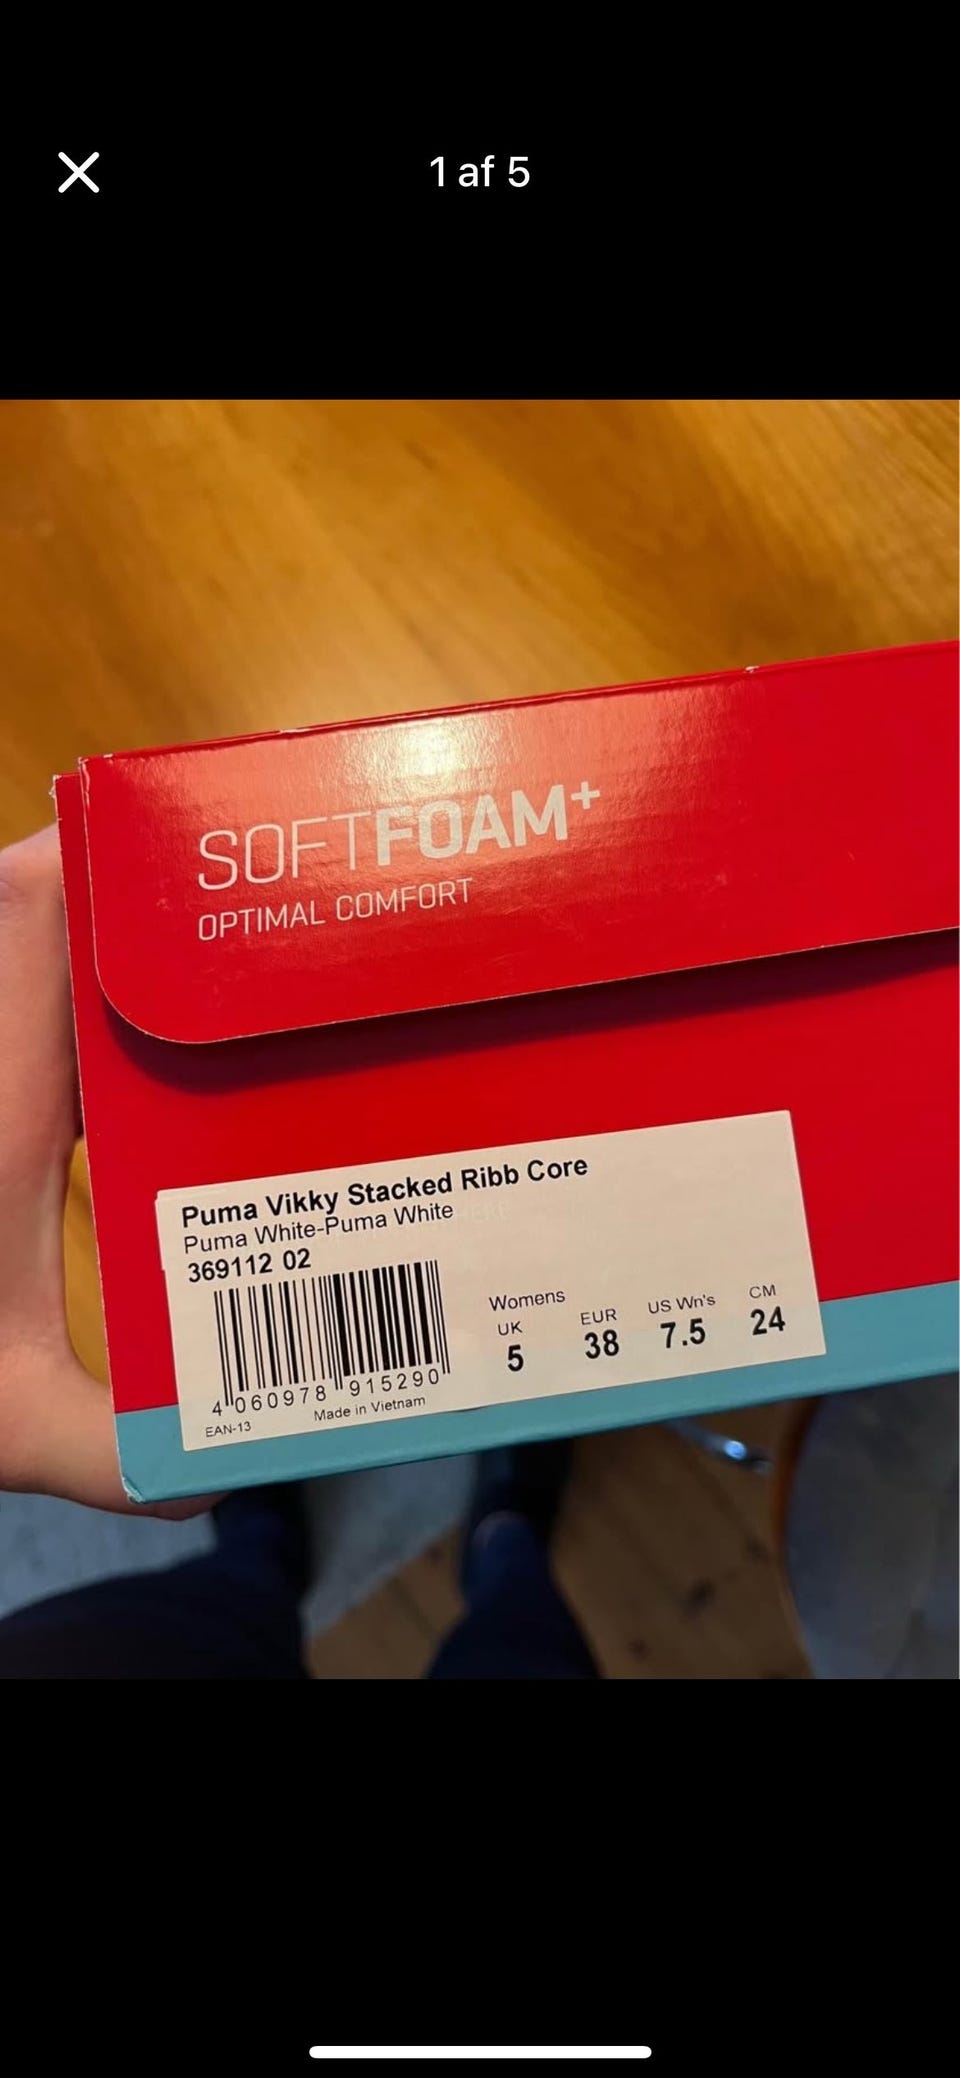 1 af 5
SOFTFOAM+
OPTIMAL COMFORT
Puma Vikky Stacked Ribb Core
Puma White-Puma White
369112 02
Womens
UK EUR US Wn's CM
5 38 7.5 24
4 060978 915290
EAN-13 Made in Vietnam